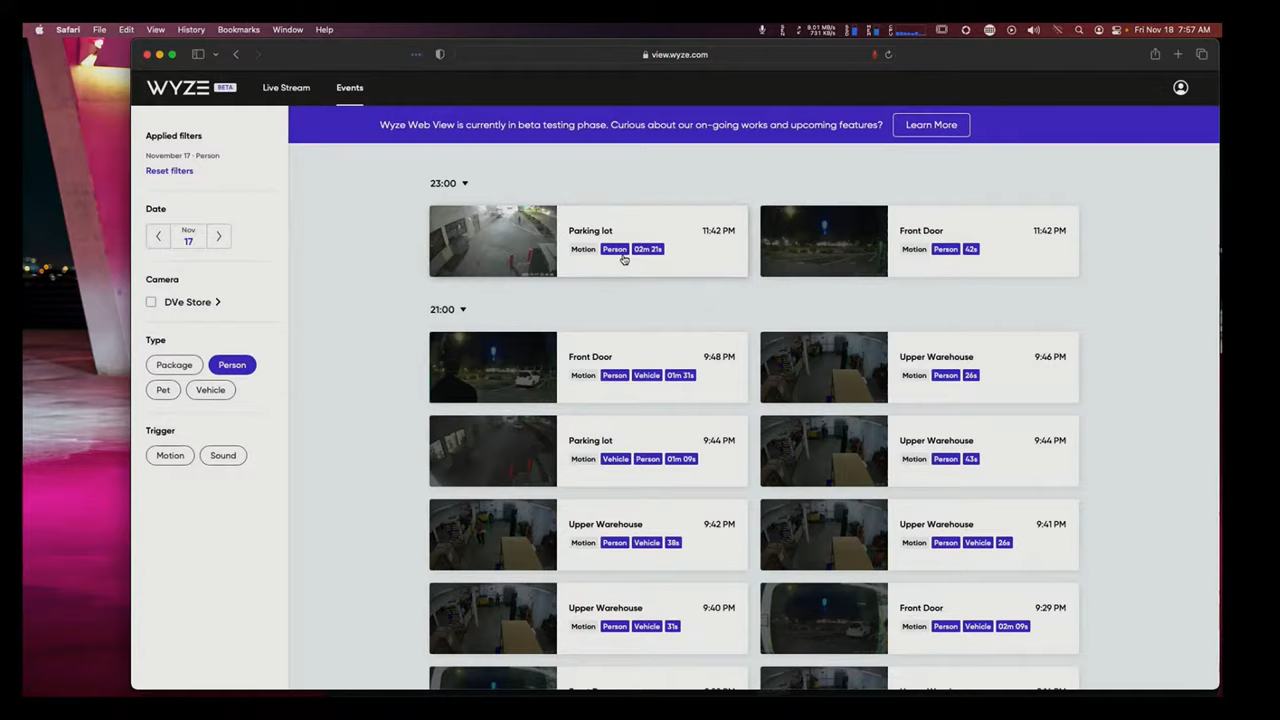 Safari File Edit View History Bookmarks Window Help
9.01 MB/s
731 KB/s
Fri Nov 18 7:57 AM
view.wyze.com
WYZE BETA Live Stream Events
Wyze Web View is currently in beta testing phase. Curious about our on-going works and upcoming features? Learn More
Applied filters
November 17 · Person
Reset filters
Date
Nov
17
Camera
DVe Store
Type
Package Person
Pet Vehicle
Trigger
Motion Sound
23:00
Parking lot 11:42 PM
Motion Person 02m 21s
Front Door 11:42 PM
Motion Person 42s
21:00
Front Door 9:48 PM
Motion Person Vehicle 01m 31s
Upper Warehouse 9:46 PM
Motion Person 26s
Parking lot 9:44 PM
Motion Vehicle Person 01m 09s
Upper Warehouse 9:44 PM
Motion Person 43s
Upper Warehouse 9:42 PM
Motion Person Vehicle 38s
Upper Warehouse 9:41 PM
Motion Person Vehicle 26s
Upper Warehouse 9:40 PM
Motion Person Vehicle 31s
Front Door 9:29 PM
Motion Person Vehicle 02m 09s